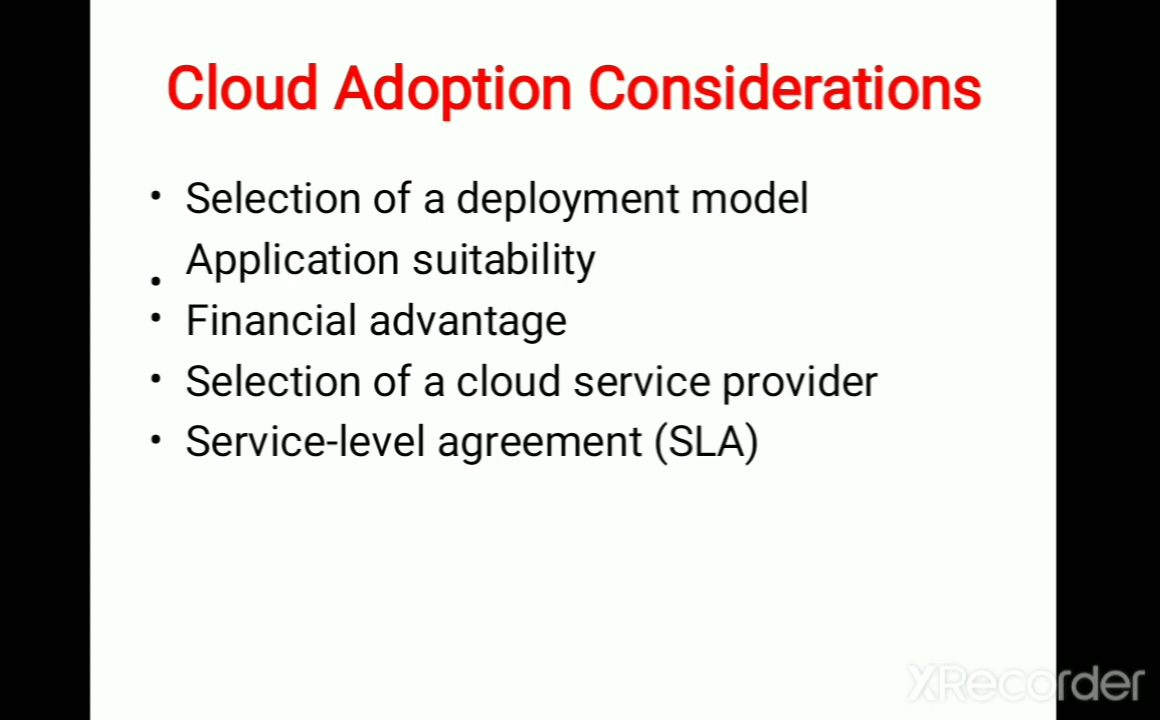 Cloud Adoption Considerations
• Selection of a deployment model
• Application suitability
• Financial advantage
• Selection of a cloud service provider
• Service-level agreement (SLA)
XRecorder